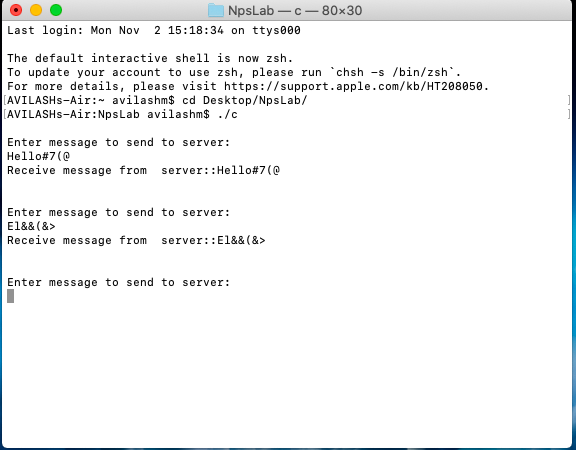 NpsLab — c — 80×30
Last login: Mon Nov  2 15:18:34 on ttys000
The default interactive shell is now zsh.
To update your account to use zsh, please run `chsh -s /bin/zsh`.
For more details, please visit https://support.apple.com/kb/HT208050.
[AVILASHs-Air:~ avilashm$ cd Desktop/NpsLab/ ]
[AVILASHs-Air:NpsLab avilashm$ ./c ]
Enter message to send to server:
Hello#7(@
Receive message from  server::Hello#7(@
Enter message to send to server:
El&&(&>
Receive message from  server::El&&(&>
Enter message to send to server: